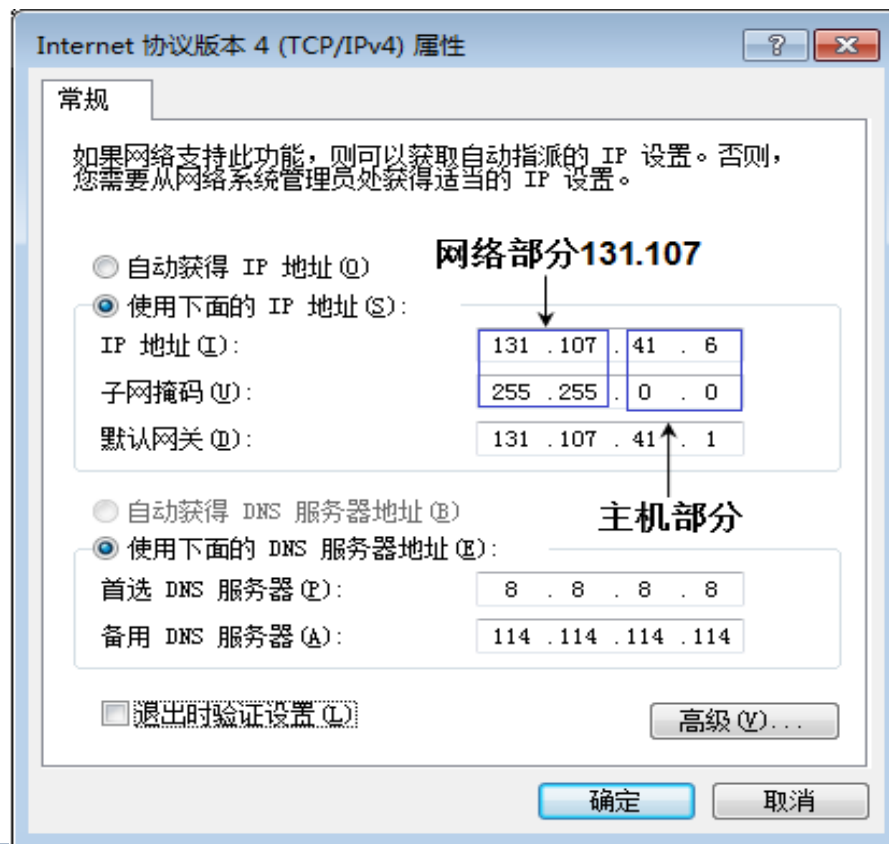 Internet 协议版本 4 (TCP/IPv4) 属性
常规
如果网络支持此功能，则可以获取自动指派的 IP 设置。否则，
您需要从网络系统管理员处获得适当的 IP 设置。
网络部分131.107
自动获得 IP 地址(O)
使用下面的 IP 地址(S):
IP 地址(I): 131 . 107 . 41 . 6
子网掩码(U): 255 . 255 . 0 . 0
默认网关(D): 131 . 107 . 41 . 1
自动获得 DNS 服务器地址(B)
主机部分
使用下面的 DNS 服务器地址(E):
首选 DNS 服务器(P): 8 . 8 . 8 . 8
备用 DNS 服务器(A): 114 . 114 . 114 . 114
退出时验证设置(L)
高级(V)...
确定 取消